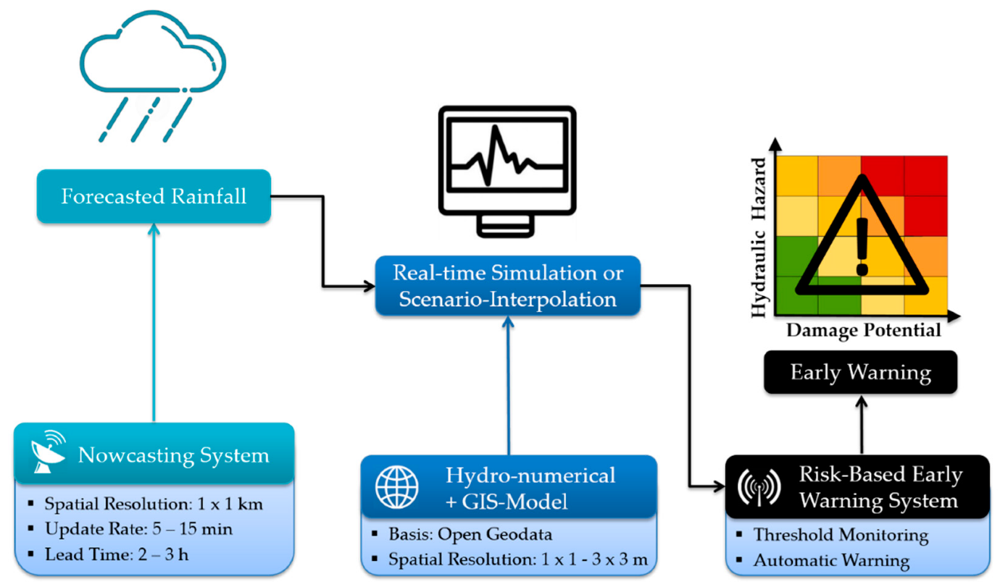 Forecasted Rainfall
Nowcasting System
▪ Spatial Resolution: 1 x 1 km
▪ Update Rate: 5 – 15 min
▪ Lead Time: 2 – 3 h
Real-time Simulation or
Scenario-Interpolation
Hydro-numerical
+ GIS-Model
▪ Basis: Open Geodata
▪ Spatial Resolution: 1 x 1 - 3 x 3 m
Hydraulic Hazard
!
Damage Potential
Early Warning
Risk-Based Early
Warning System
▪ Threshold Monitoring
▪ Automatic Warning